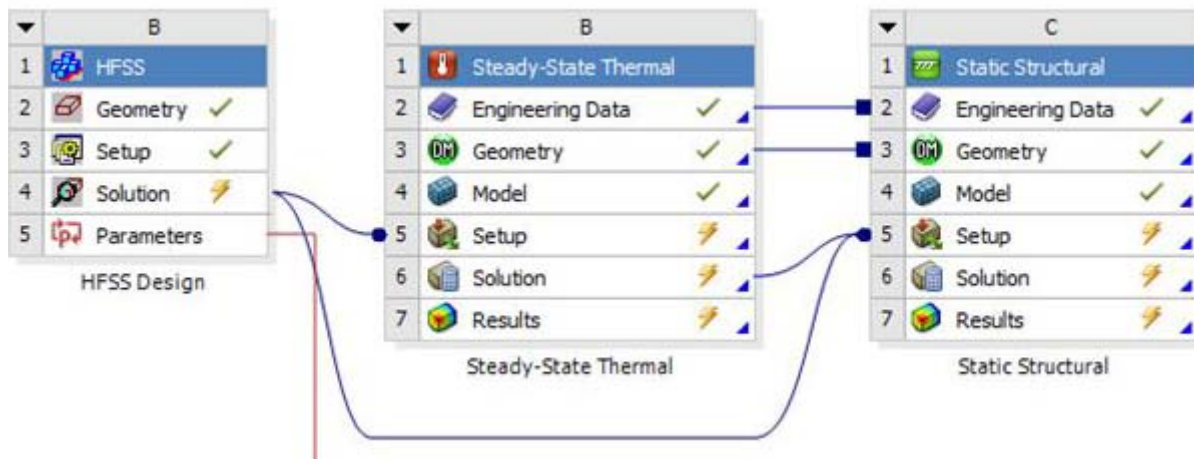 B
1 HFSS
2 Geometry
3 Setup
4 Solution
5 Parameters
HFSS Design
B
1 Steady-State Thermal
2 Engineering Data
3 DM Geometry
4 Model
5 Setup
6 Solution
7 Results
Steady-State Thermal
C
1 Static Structural
2 Engineering Data
3 DM Geometry
4 Model
5 Setup
6 Solution
7 Results
Static Structural